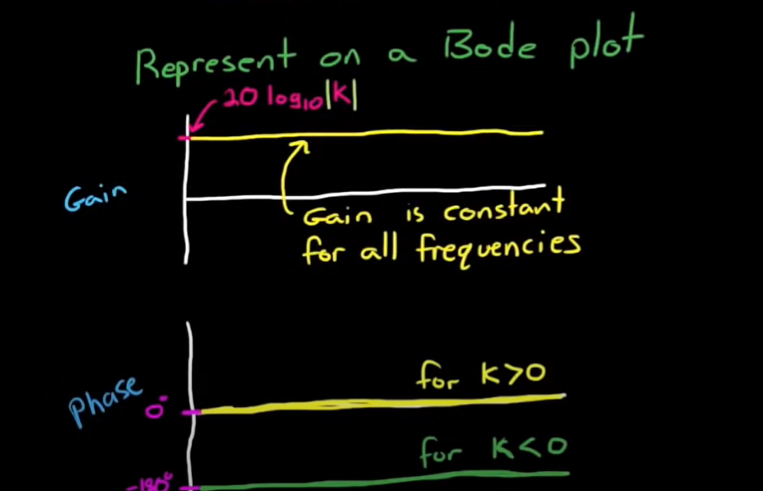 Represent on a Bode plot
20 log10|K|
Gain
Gain is constant
for all frequencies
Phase
for K>0
0°
for K<0
-180°